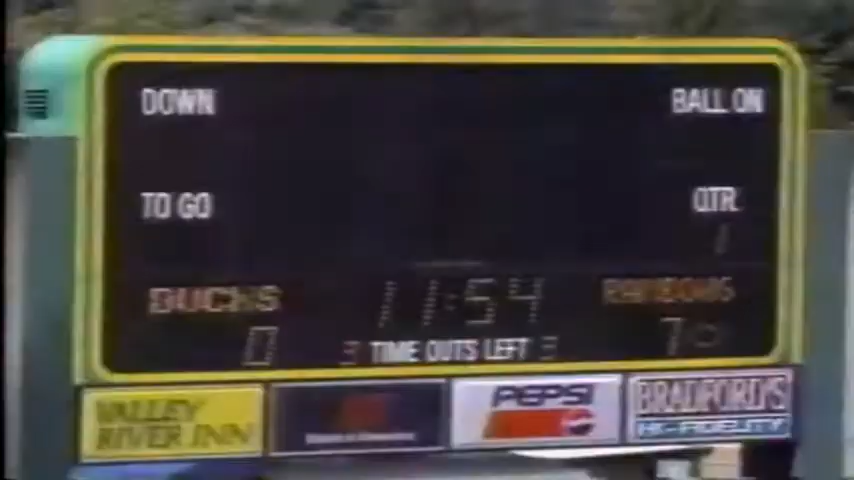 DOWN
BALL ON
TO GO
QTR
1
DUCKS
11:54
RAINBOWS
0
3 TIME OUTS LEFT 3
7
VALLEY
RIVER INN
PEPSI
BRADFORD'S
HI-FIDELITY